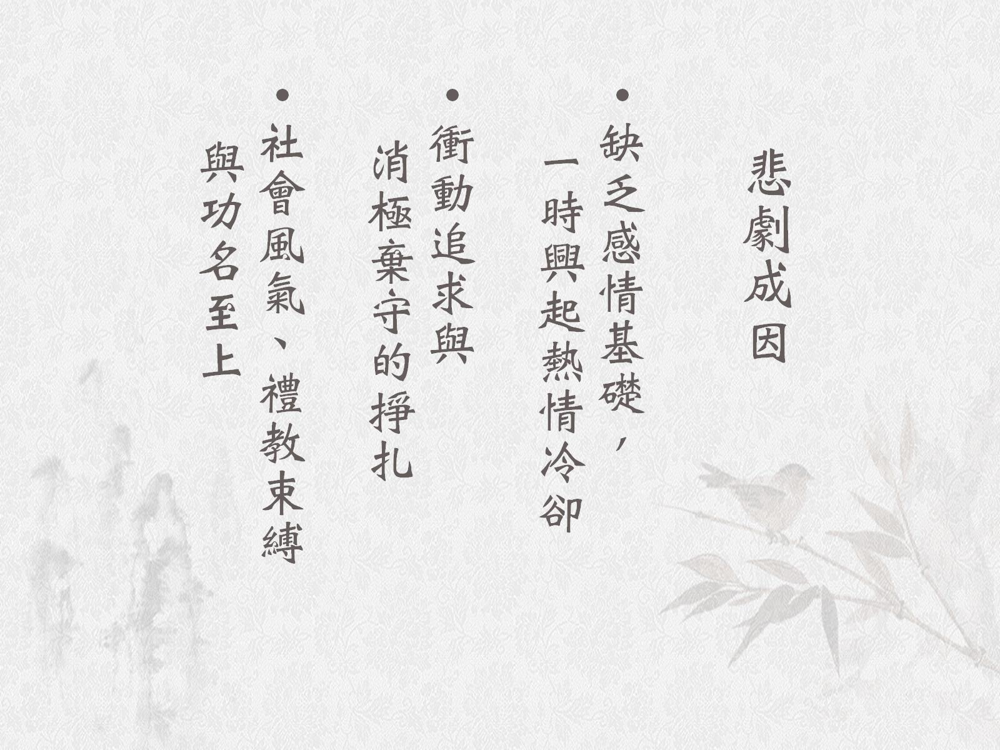 悲劇成因
• 缺乏感情基礎，
一時興起熱情冷卻
• 衝動追求與
消極棄守的掙扎
• 社會風氣、禮教束縛
與功名至上